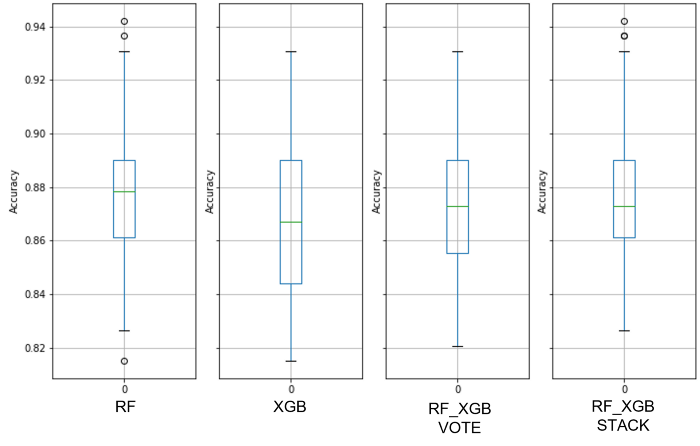 0.94
0.92
0.90
0.88
0.86
0.84
0.82
Accuracy
Accuracy
Accuracy
Accuracy
0
0
0
0
RF
XGB
RF_XGB
VOTE
RF_XGB
STACK